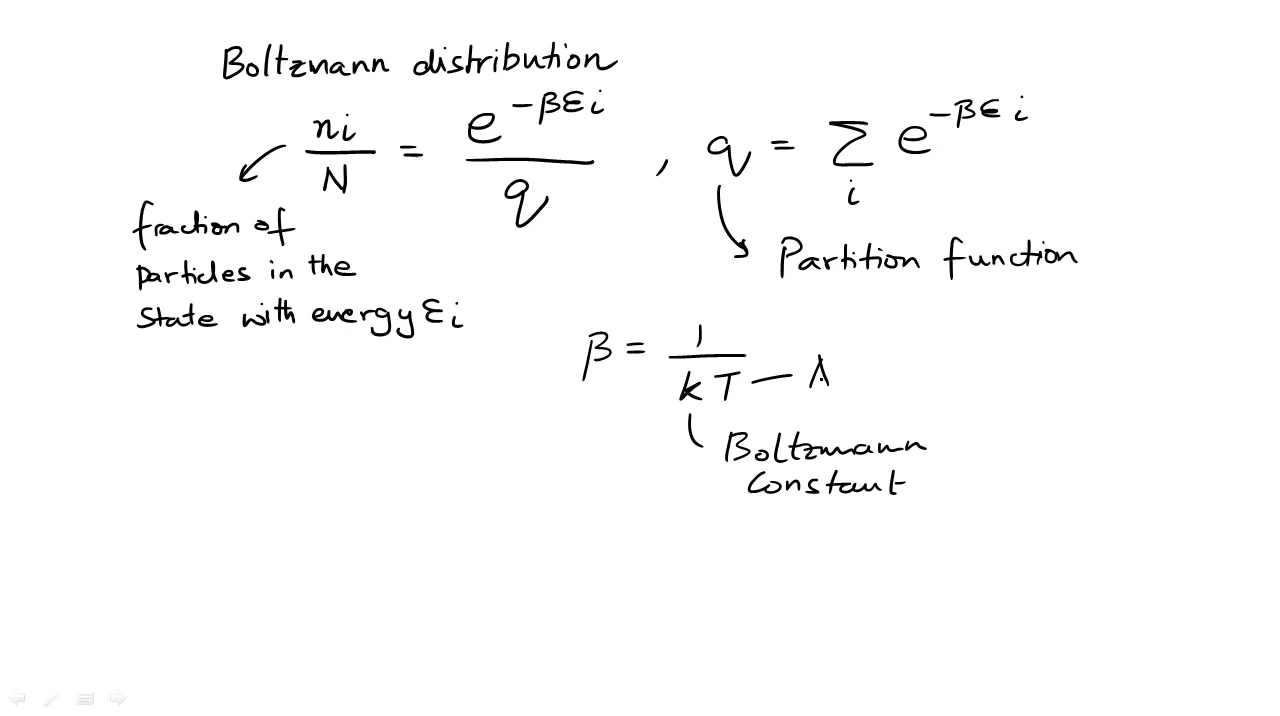 Boltzmann distribution
nᵢ/N = e^(-βεᵢ)/q , q = Σᵢ e^(-βεᵢ)
fraction of
particles in the
state with energy εᵢ
Partition function
β = 1/kT —
Boltzmann
Constant